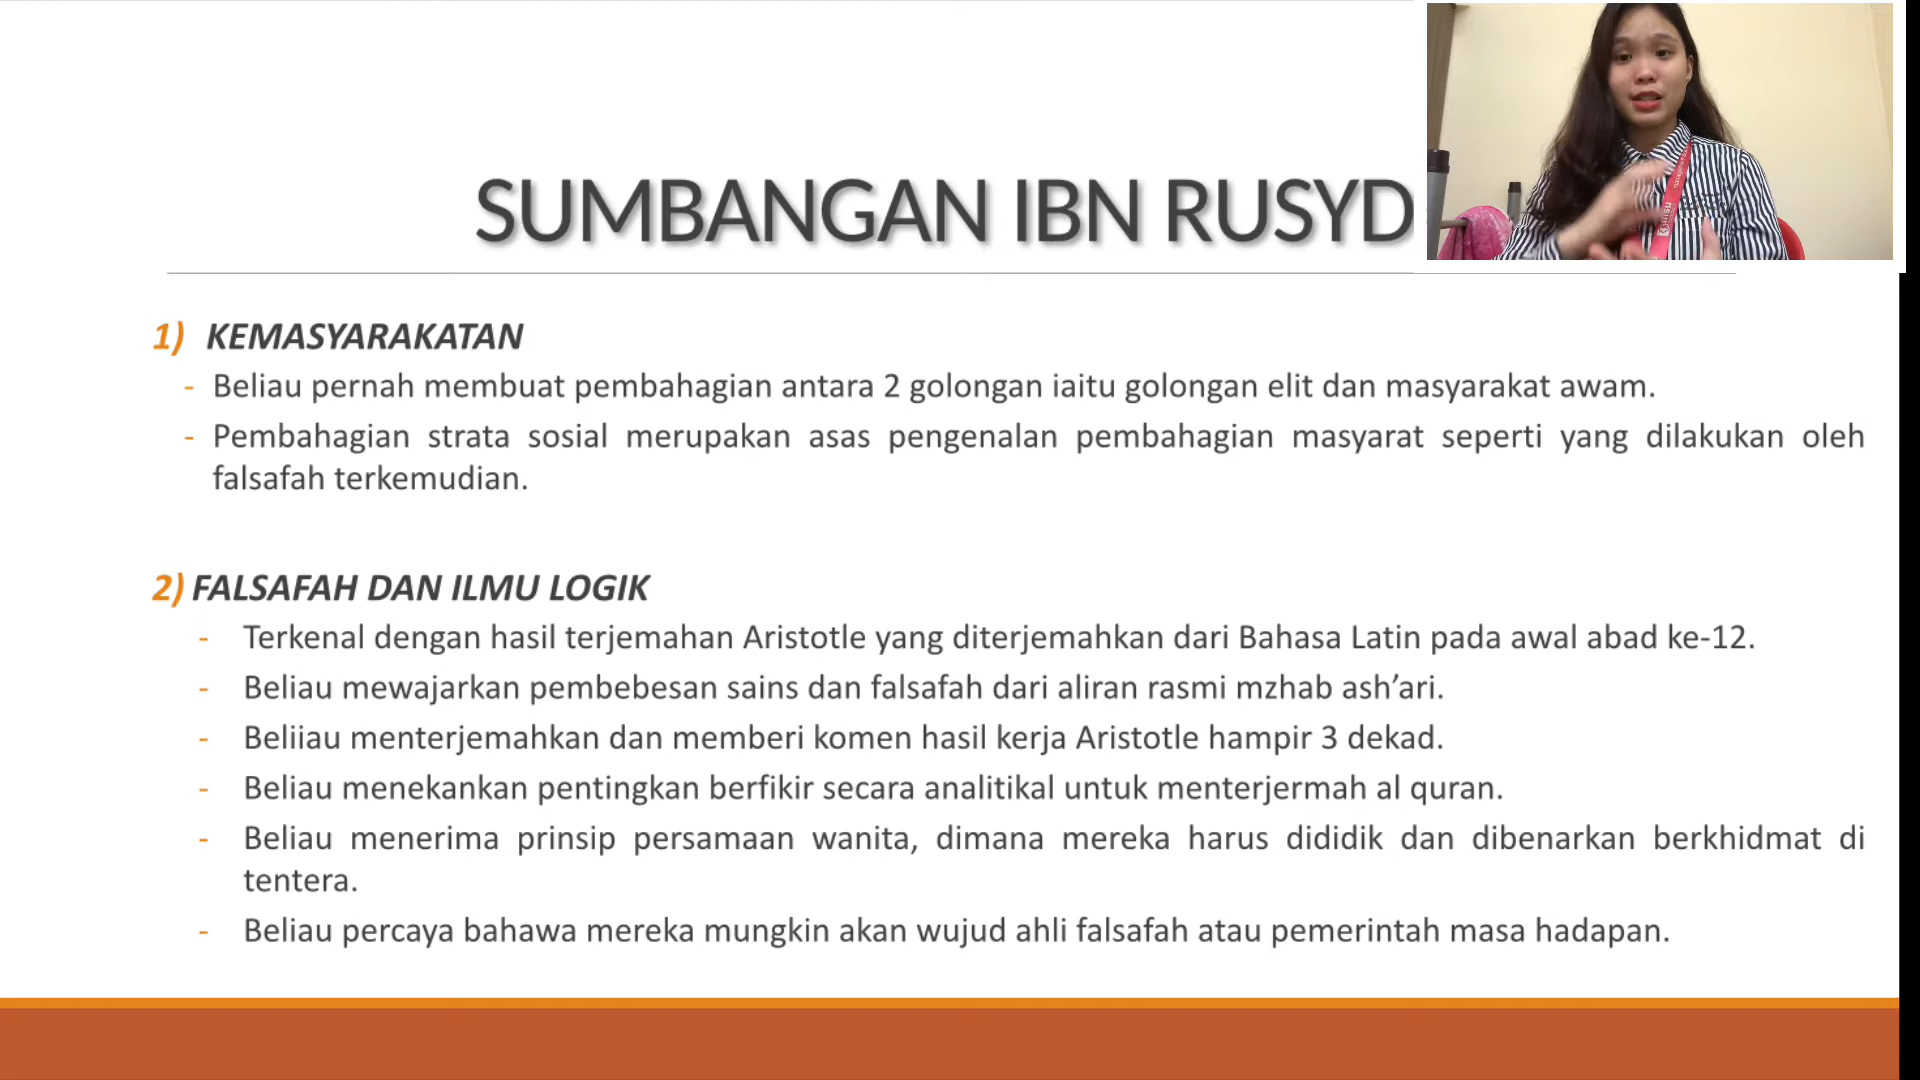 SUMBANGAN IBN RUSYD
1) KEMASYARAKATAN
- Beliau pernah membuat pembahagian antara 2 golongan iaitu golongan elit dan masyarakat awam.
- Pembahagian strata sosial merupakan asas pengenalan pembahagian masyarat seperti yang dilakukan oleh
falsafah terkemudian.
2) FALSAFAH DAN ILMU LOGIK
- Terkenal dengan hasil terjemahan Aristotle yang diterjemahkan dari Bahasa Latin pada awal abad ke-12.
- Beliau mewajarkan pembebesan sains dan falsafah dari aliran rasmi mzhab ash’ari.
- Beliiau menterjemahkan dan memberi komen hasil kerja Aristotle hampir 3 dekad.
- Beliau menekankan pentingkan berfikir secara analitikal untuk menterjermah al quran.
- Beliau menerima prinsip persamaan wanita, dimana mereka harus dididik dan dibenarkan berkhidmat di
tentera.
- Beliau percaya bahawa mereka mungkin akan wujud ahli falsafah atau pemerintah masa hadapan.